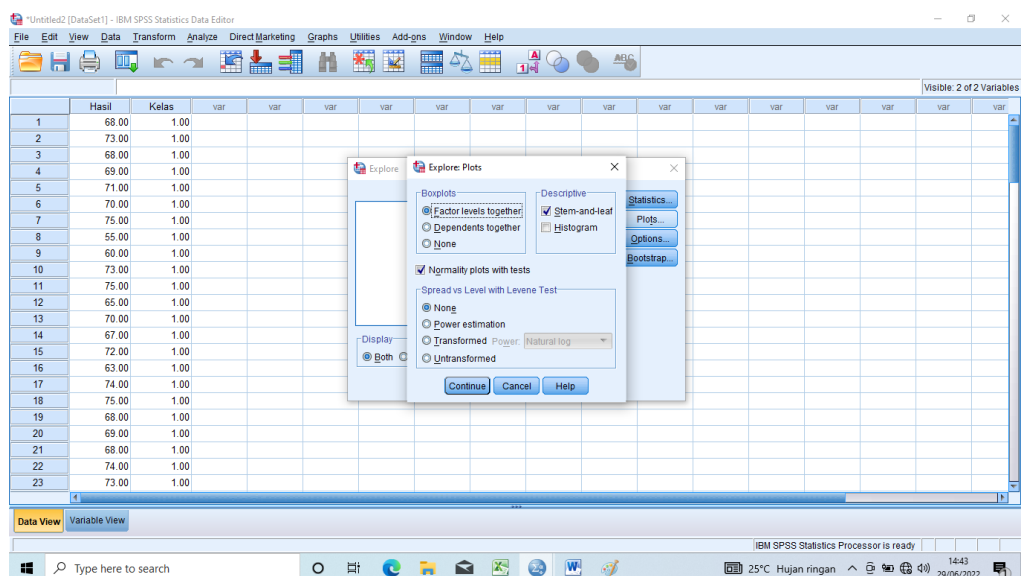 *Untitled2 [DataSet1] - IBM SPSS Statistics Data Editor
File Edit View Data Transform Analyze Direct Marketing Graphs Utilities Add-ons Window Help
Visible: 2 of 2 Variables
Hasil Kelas var var var var var var var var var var var var var var var
1 68.00 1.00
2 73.00 1.00
3 68.00 1.00
4 69.00 1.00
5 71.00 1.00
6 70.00 1.00
7 75.00 1.00
8 55.00 1.00
9 60.00 1.00
10 73.00 1.00
11 75.00 1.00
12 65.00 1.00
13 70.00 1.00
14 67.00 1.00
15 72.00 1.00
16 63.00 1.00
17 74.00 1.00
18 75.00 1.00
19 68.00 1.00
20 69.00 1.00
21 68.00 1.00
22 74.00 1.00
23 73.00 1.00
Explore
Display
Both
Statistics...
Plots...
Options...
Bootstrap...
Explore: Plots
Boxplots
Factor levels together
Dependents together
None
Descriptive
Stem-and-leaf
Histogram
Normality plots with tests
Spread vs Level with Levene Test
None
Power estimation
Transformed Power: Natural log
Untransformed
Continue Cancel Help
Data View Variable View
IBM SPSS Statistics Processor is ready
Type here to search
25°C Hujan ringan
14:43
29/06/2022